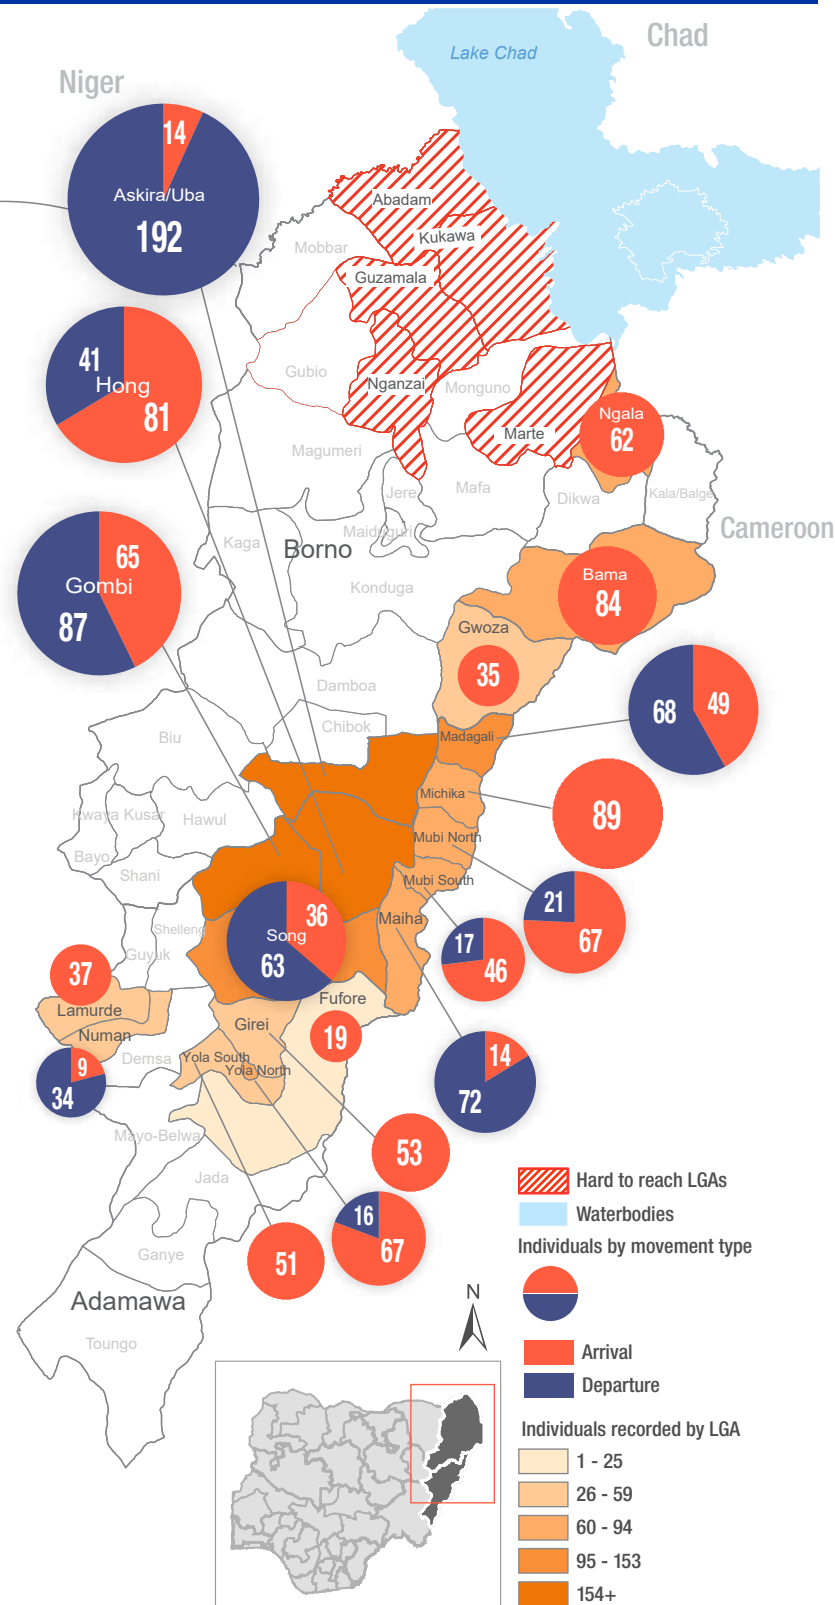 Chad
Lake Chad
Niger
14
Askira/Uba
192
Abadam
Kukawa
Mobbar
Guzamala
41
Hong
81
Gubio
Nganzai
Monguno
Marte
Ngala
62
Magumeri
Jere
Mafa
Dikwa
Kala/Balge
Cameroon
Kaga
Maiduguri
Borno
Konduga
Bama
84
65
Gombi
87
Gwoza
35
Damboa
Chibok
Biu
Madagali
68
49
Michika
89
Kwaya Kusar
Hawul
Mubi North
Bayo
Shani
Mubi South
21
67
Maiha
36
Song
63
Shelleng
Guyuk
17
46
37
Lamurde
Numan
Fufore
Girei
19
Demsa
Yola South
Yola North
9
34
14
72
Mayo-Belwa
53
Jada
16
67
51
Ganye
Adamawa
Toungo
N
Hard to reach LGAs
Waterbodies
Individuals by movement type
Arrival
Departure
Individuals recorded by LGA
1 - 25
26 - 59
60 - 94
95 - 153
154+